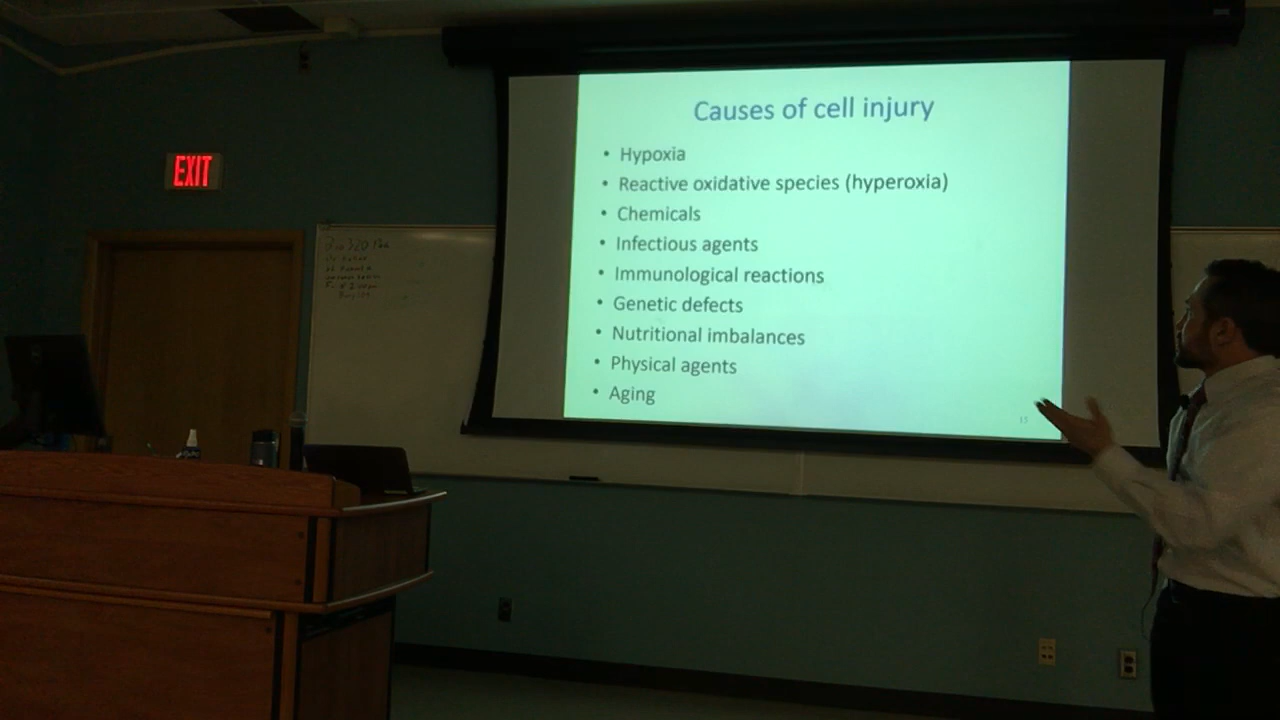 EXIT
Causes of cell injury
• Hypoxia
• Reactive oxidative species (hyperoxia)
• Chemicals
• Infectious agents
• Immunological reactions
• Genetic defects
• Nutritional imbalances
• Physical agents
• Aging
15